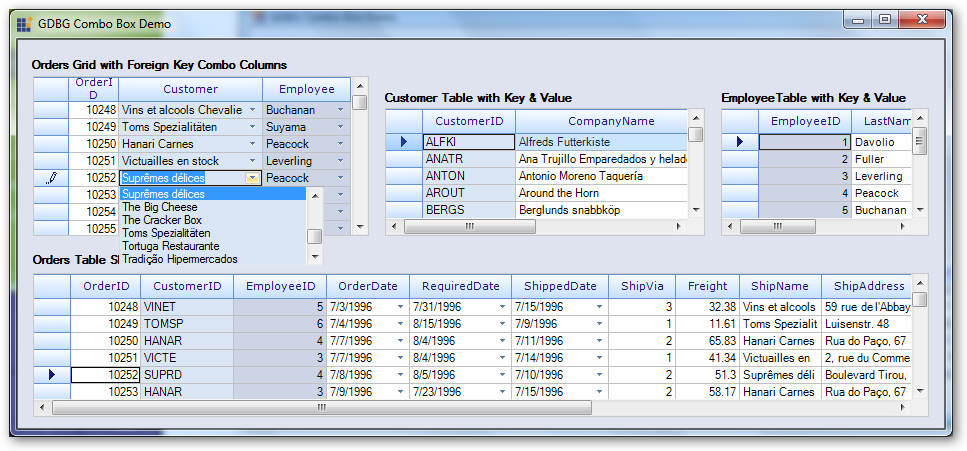 GDBG Combo Box Demo
Orders Grid with Foreign Key Combo Columns
OrderI
D
Customer
Employee
10248 Vins et alcools Chevalie Buchanan
10249 Toms Spezialitäten Suyama
10250 Hanari Carnes Peacock
10251 Victuailles en stock Leverling
10252 Suprêmes délices Peacock
10253 Suprêmes délices
The Big Cheese
10254 The Cracker Box
Toms Spezialitäten
10255 Tortuga Restaurante
Tradição Hipermercados
Customer Table with Key & Value
CustomerID CompanyName
ALFKI Alfreds Futterkiste
ANATR Ana Trujillo Emparedados y helado
ANTON Antonio Moreno Taquería
AROUT Around the Horn
BERGS Berglunds snabbköp
EmployeeTable with Key & Value
EmployeeID LastNam
1 Davolio
2 Fuller
3 Leverling
4 Peacock
5 Buchanan
Orders Table S
OrderID CustomerID EmployeeID OrderDate RequiredDate ShippedDate ShipVia Freight ShipName ShipAddress
10248 VINET 5 7/3/1996 7/31/1996 7/15/1996 3 32.38 Vins et alcools 59 rue de l'Abbay
10249 TOMSP 6 7/4/1996 8/15/1996 7/9/1996 1 11.61 Toms Spezialit Luisenstr. 48
10250 HANAR 4 7/7/1996 8/4/1996 7/11/1996 2 65.83 Hanari Carnes Rua do Paço, 67
10251 VICTE 3 7/7/1996 8/4/1996 7/14/1996 1 41.34 Victuailles en 2, rue du Comme
10252 SUPRD 4 7/8/1996 8/5/1996 7/10/1996 2 51.3 Suprêmes déli Boulevard Tirou,
10253 HANAR 3 7/9/1996 7/23/1996 7/15/1996 2 58.17 Hanari Carnes Rua do Paço, 67